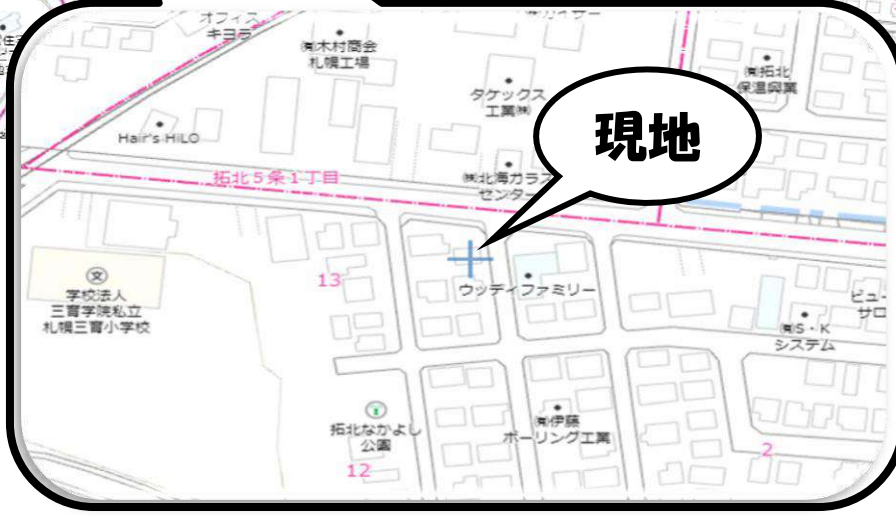 オフィス
キヨラ
㈲木村商会
札幌工場
タケックス
工業㈱
㈲拓北
保温興業
現地
Hair's HiLO
拓北5条1丁目
㈱北海ガラス
センター
13
ウッディファミリー
学校法人
三育学院私立
札幌三育小学校
㈲S・K
システム
ビュー
サロ
拓北なかよし
公園
㈲伊藤
ボーリング工業
12
2